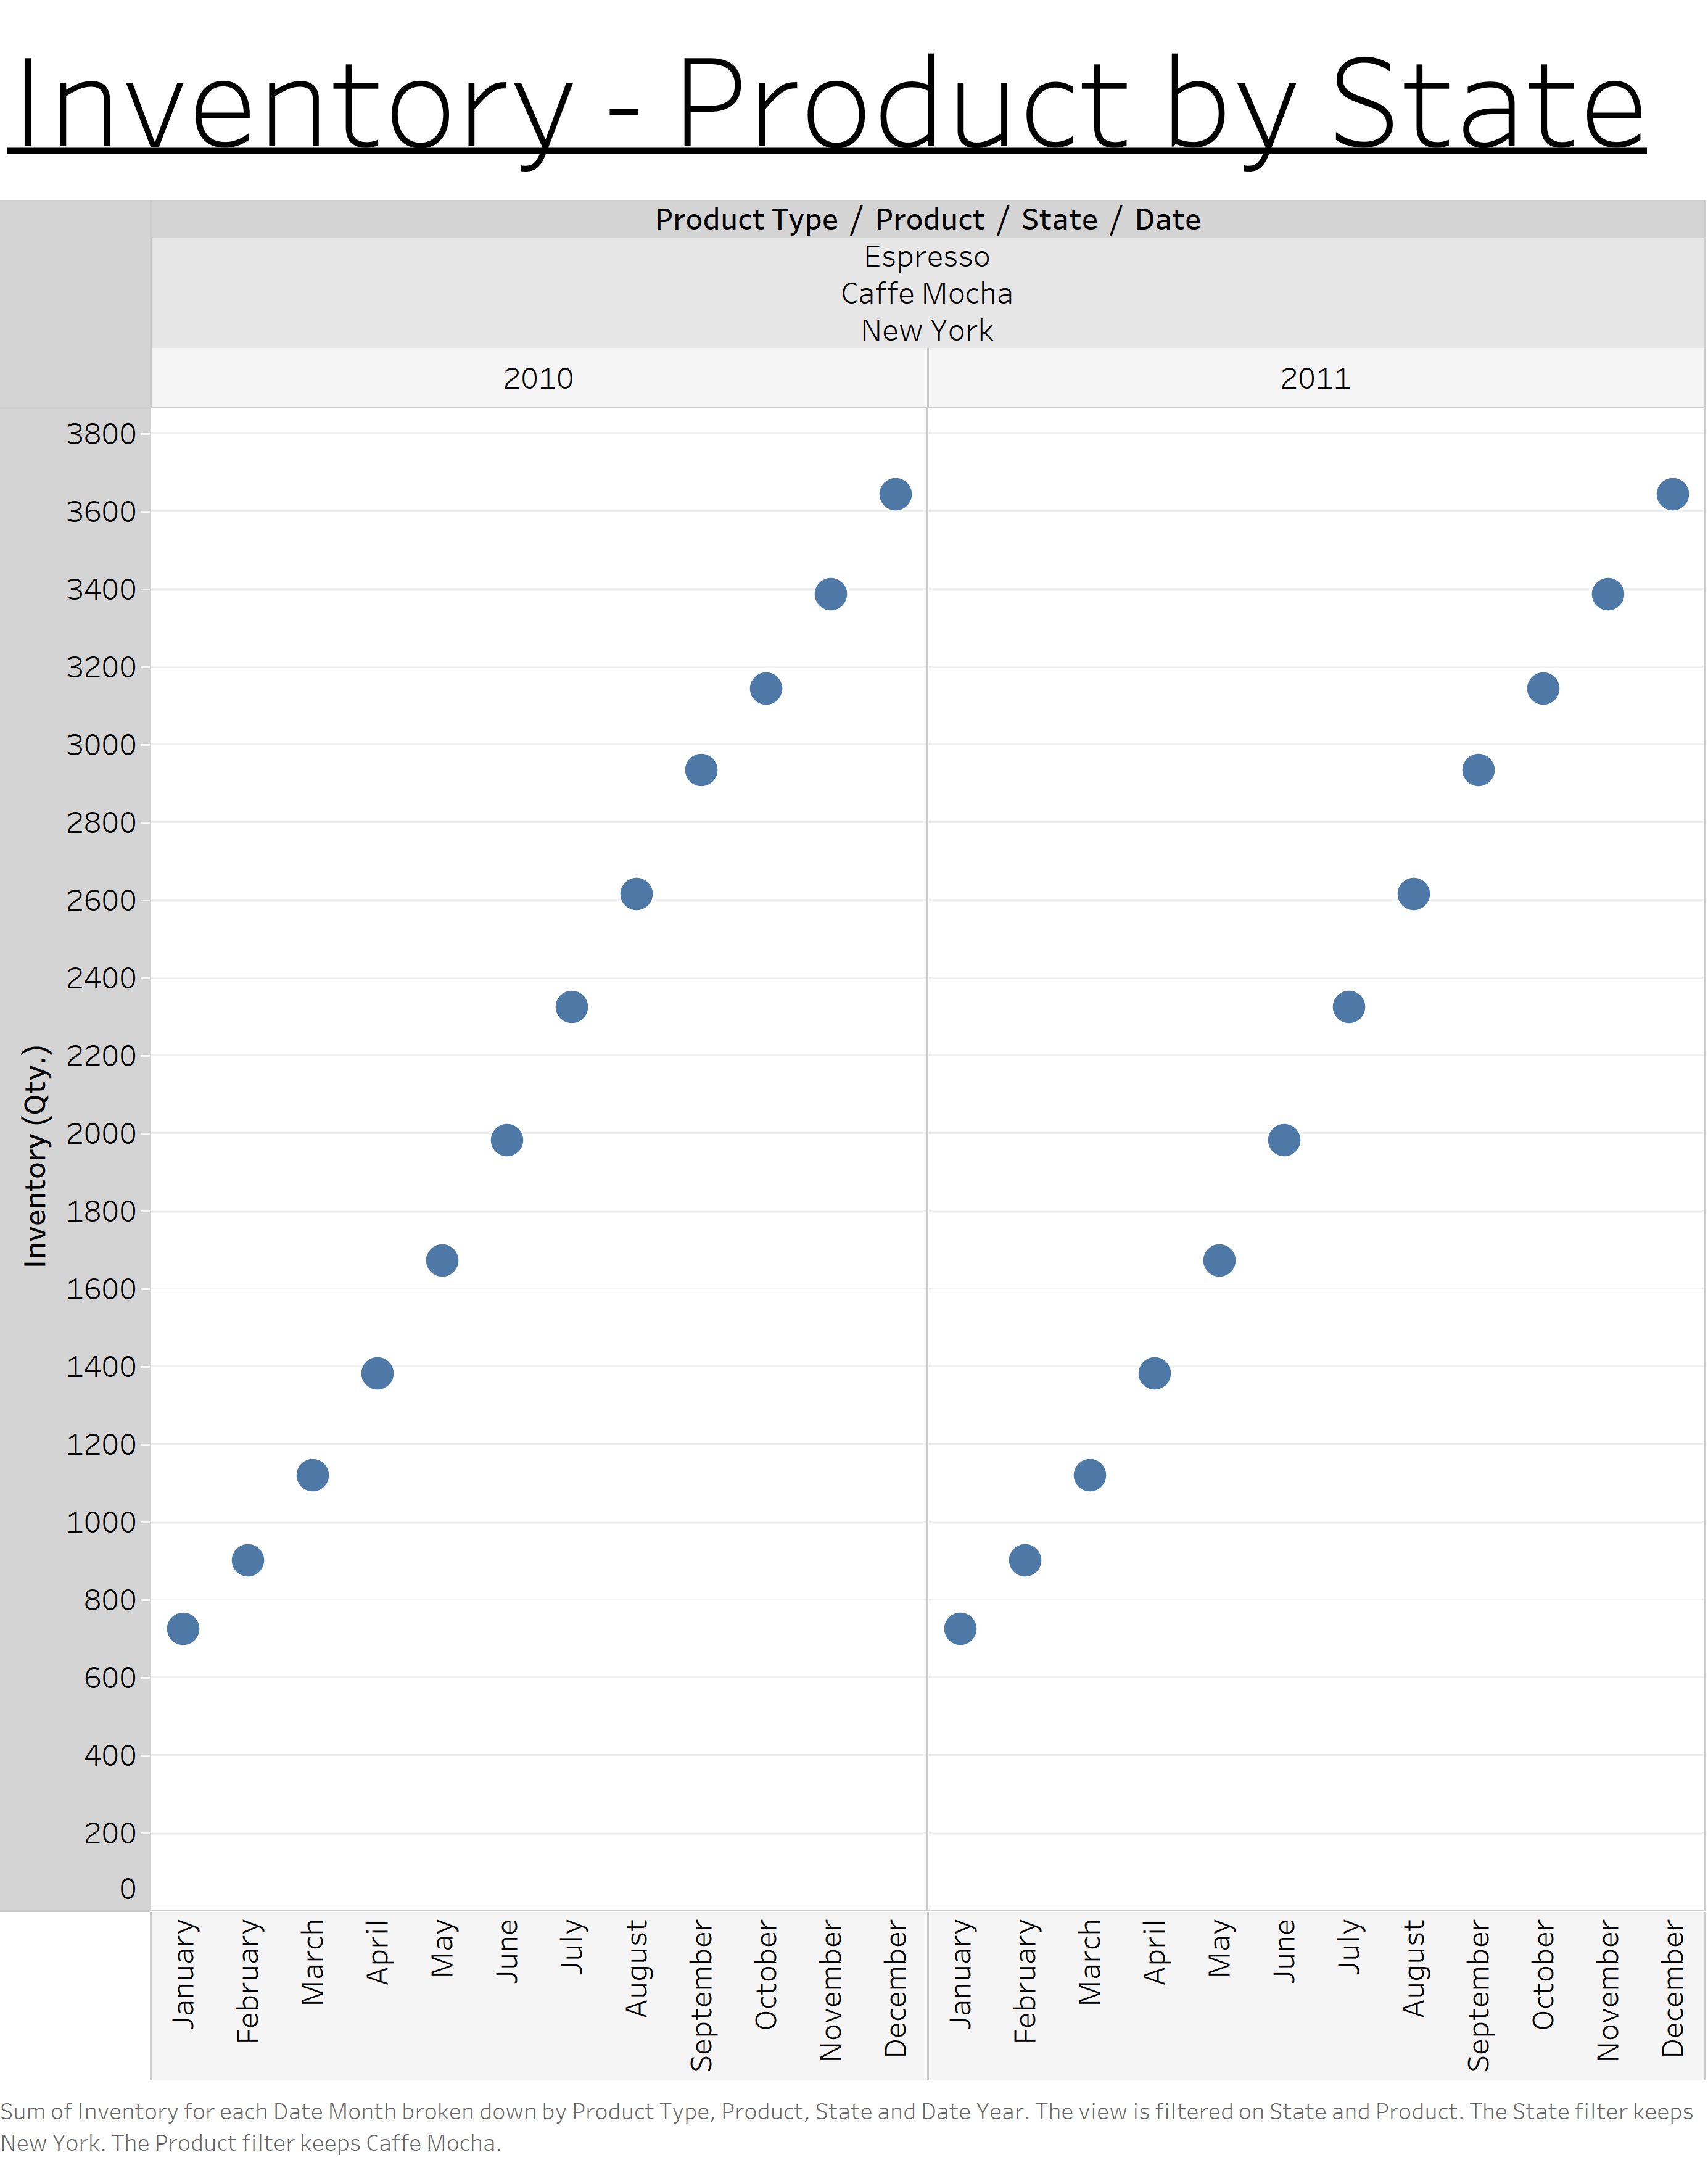 Inventory - Product by State
Product Type / Product / State / Date
Espresso
Caffe Mocha
New York
2010 2011
3800
3600
3400
3200
3000
2800
2600
2400
2200
2000
1800
1600
1400
1200
1000
800
600
400
200
0
Inventory (Qty.)
January February March April May June July August September October November December January February March April May June July August September October November December
Sum of Inventory for each Date Month broken down by Product Type, Product, State and Date Year. The view is filtered on State and Product. The State filter keeps
New York. The Product filter keeps Caffe Mocha.